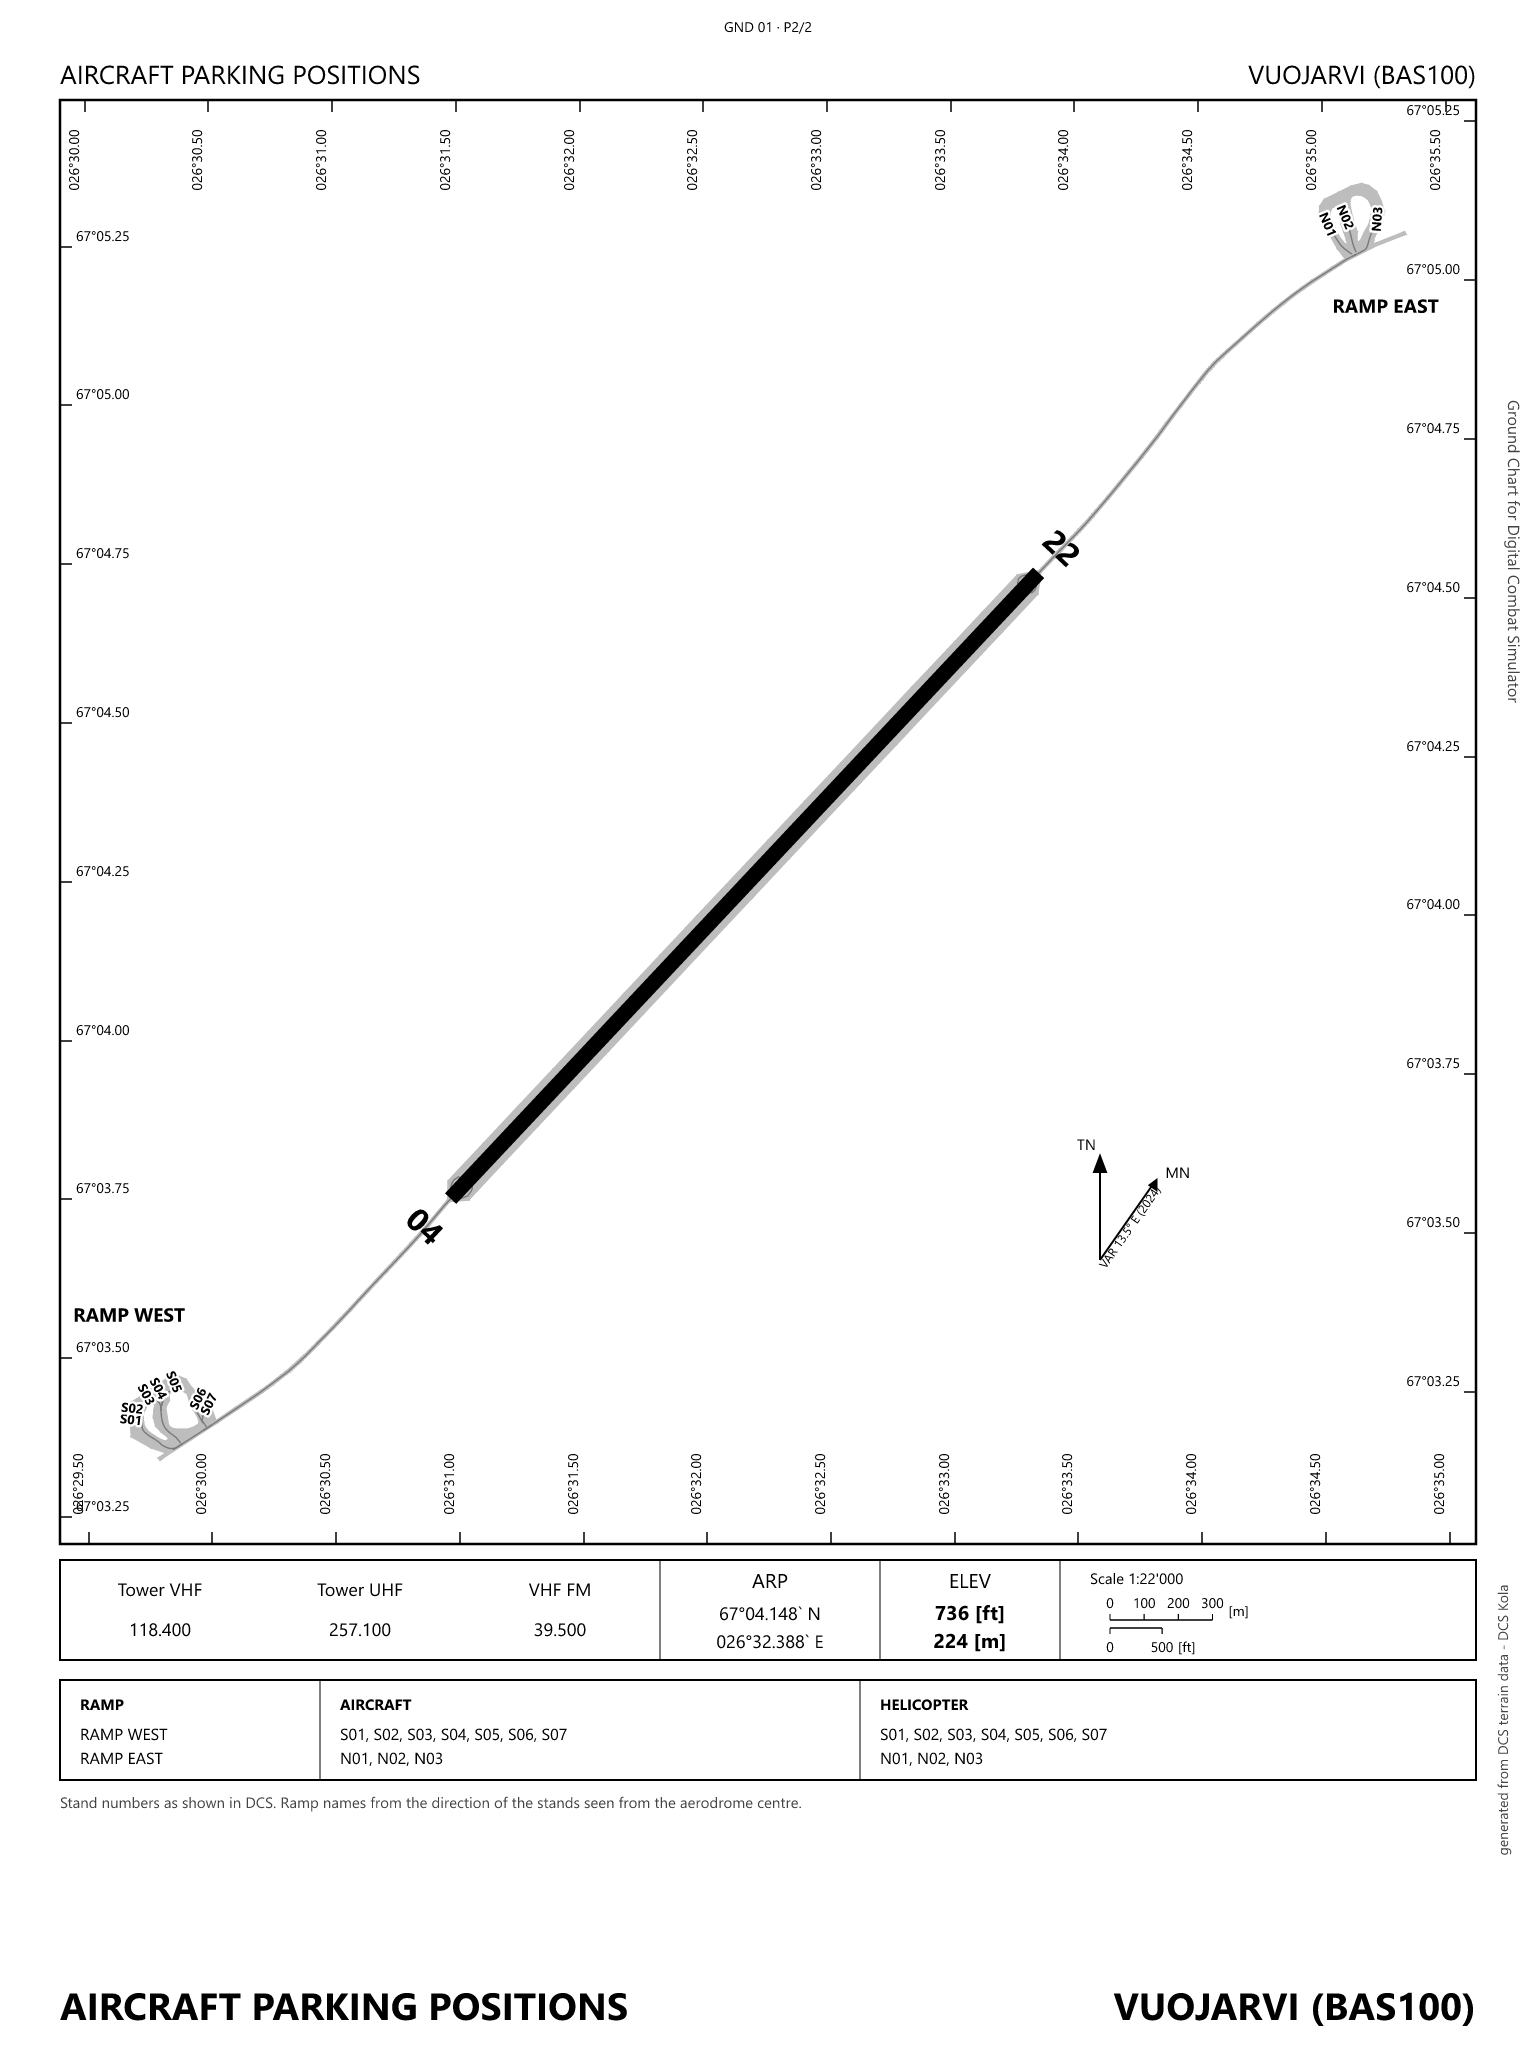 GND 01 · P2/2
AIRCRAFT PARKING POSITIONS
VUOJARVI (BAS100)
026°30.00
026°30.50
026°31.00
026°31.50
026°32.00
026°32.50
026°33.00
026°33.50
026°34.00
026°34.50
026°35.00
026°35.50
67°05.25
67°05.00
67°04.75
67°04.50
67°04.25
67°04.00
67°03.75
67°03.50
67°03.25
67°05.25
67°05.00
67°04.75
67°04.50
67°04.25
67°04.00
67°03.75
67°03.50
67°03.25
N01
N02
N03
RAMP EAST
22
04
TN
MN
VAR 13.5° E (2024)
RAMP WEST
S01
S02
S03
S04
S05
S06
S07
026°29.50
026°30.00
026°30.50
026°31.00
026°31.50
026°32.00
026°32.50
026°33.00
026°33.50
026°34.00
026°34.50
026°35.00
Ground Chart for Digital Combat Simulator
Tower VHF
118.400
Tower UHF
257.100
VHF FM
39.500
ARP
67°04.148` N
026°32.388` E
ELEV
736 [ft]
224 [m]
Scale 1:22'000
0 100 200 300 [m]
0 500 [ft]
RAMP AIRCRAFT HELICOPTER
RAMP WEST S01, S02, S03, S04, S05, S06, S07 S01, S02, S03, S04, S05, S06, S07
RAMP EAST N01, N02, N03 N01, N02, N03
Stand numbers as shown in DCS. Ramp names from the direction of the stands seen from the aerodrome centre.
generated from DCS terrain data - DCS Kola
AIRCRAFT PARKING POSITIONS
VUOJARVI (BAS100)